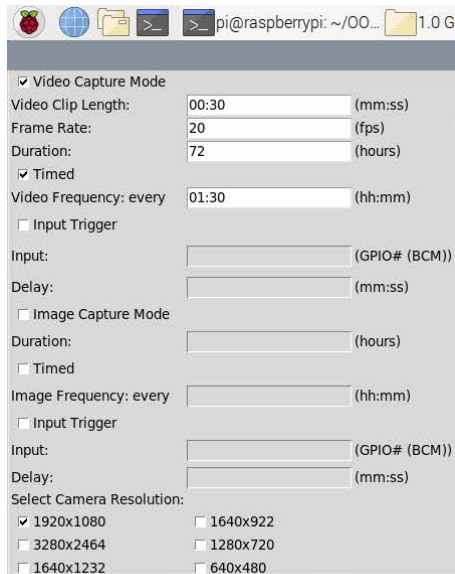 pi@raspberrypi: ~/OO... 1.0 G
Video Capture Mode
Video Clip Length: 00:30 (mm:ss)
Frame Rate: 20 (fps)
Duration: 72 (hours)
Timed
Video Frequency: every 01:30 (hh:mm)
Input Trigger
Input: (GPIO# (BCM))
Delay: (mm:ss)
Image Capture Mode
Duration: (hours)
Timed
Image Frequency: every (hh:mm)
Input Trigger
Input: (GPIO# (BCM))
Delay: (mm:ss)
Select Camera Resolution:
1920x1080 1640x922
3280x2464 1280x720
1640x1232 640x480